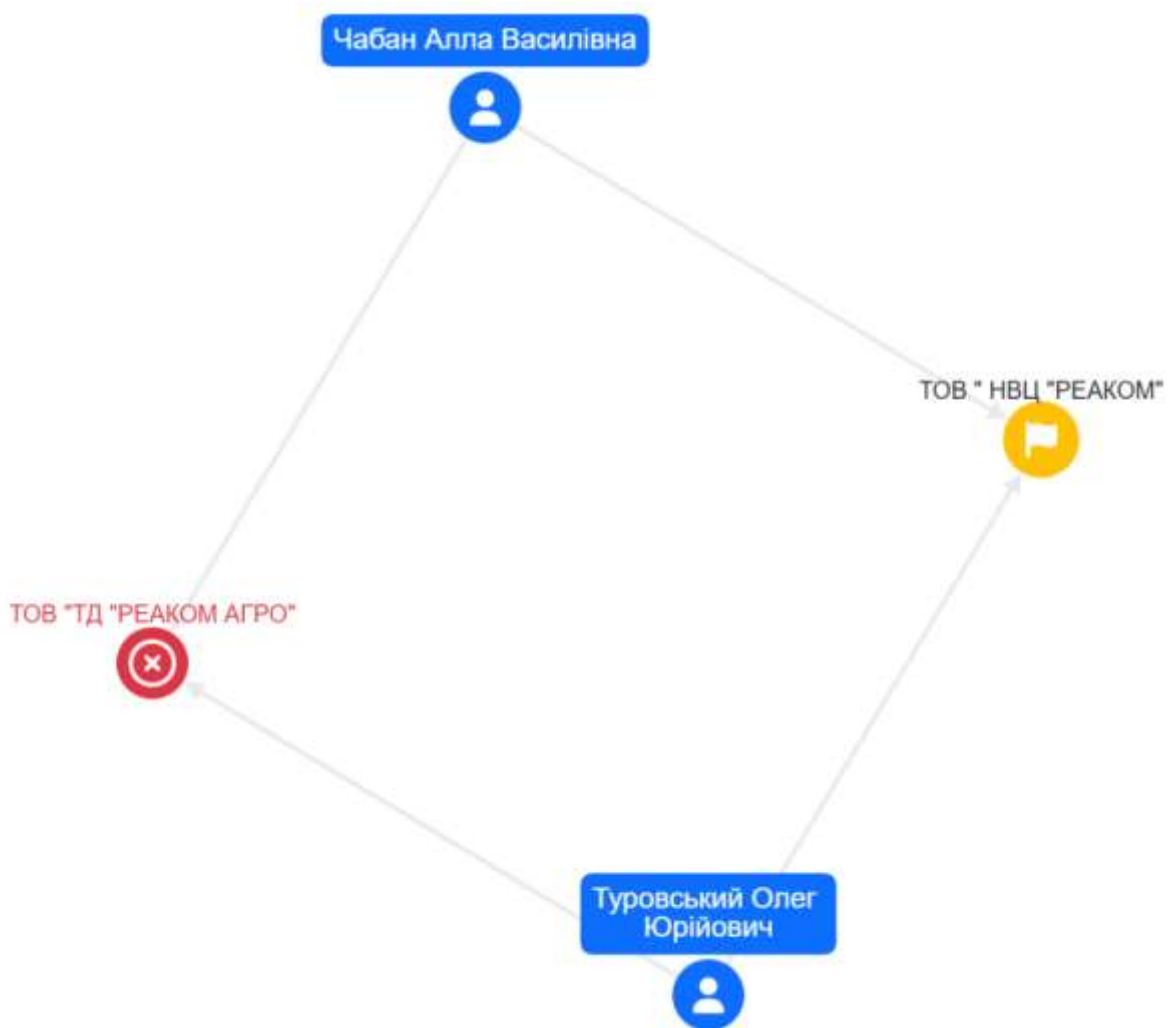 Чабан Алла Василівна
ТОВ " НВЦ "РЕАКОМ"
ТОВ "ТД "РЕАКОМ АГРО"
Туровський Олег
Юрійович